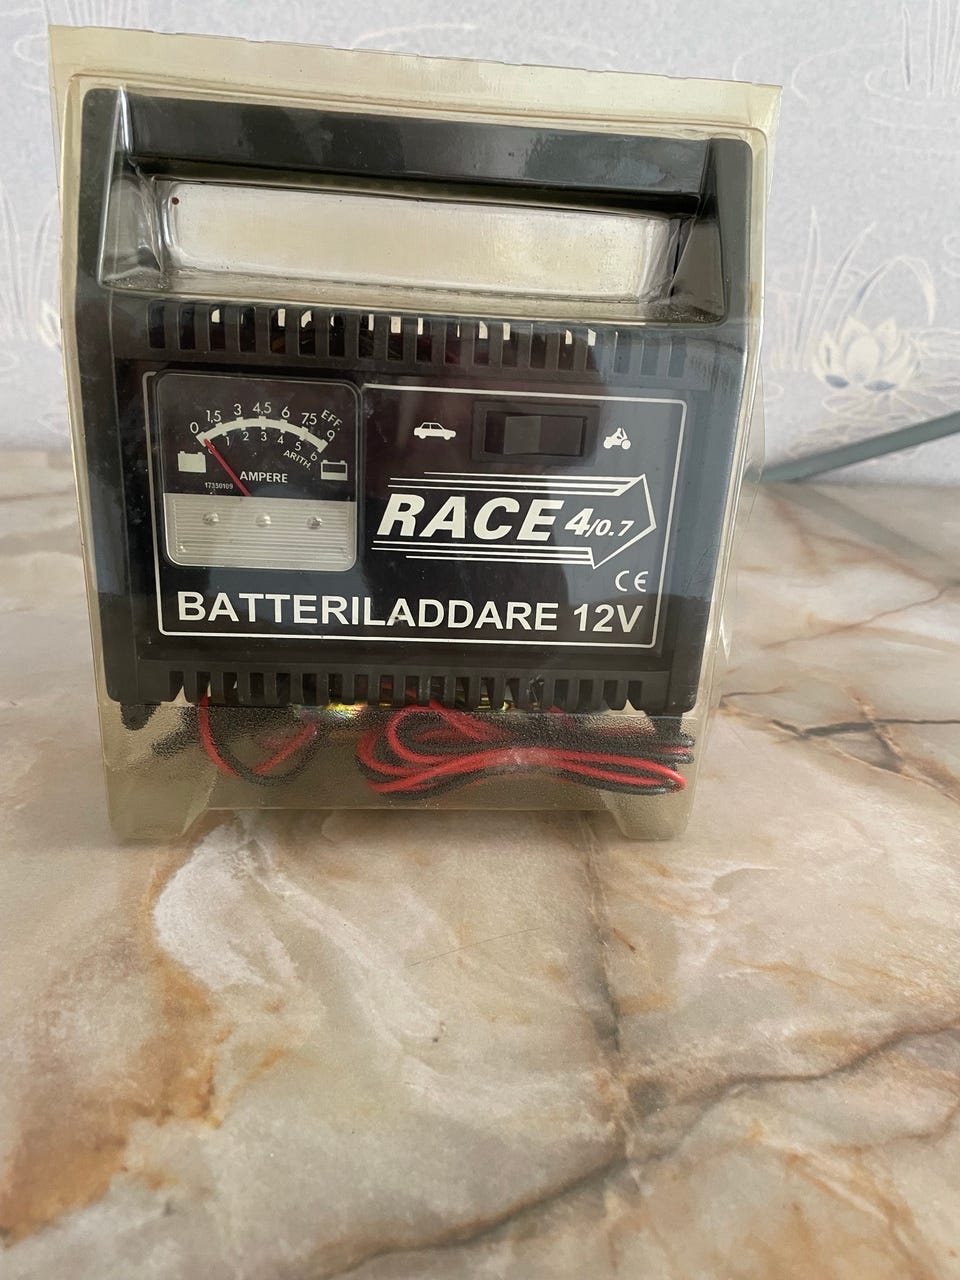 0 1,5 3 4,5 6 7,5 9 EFF.
1 2 3 4 5 6 ARITH.
AMPERE
17350109
RACE 4/0.7
CE
BATTERILADDARE 12V